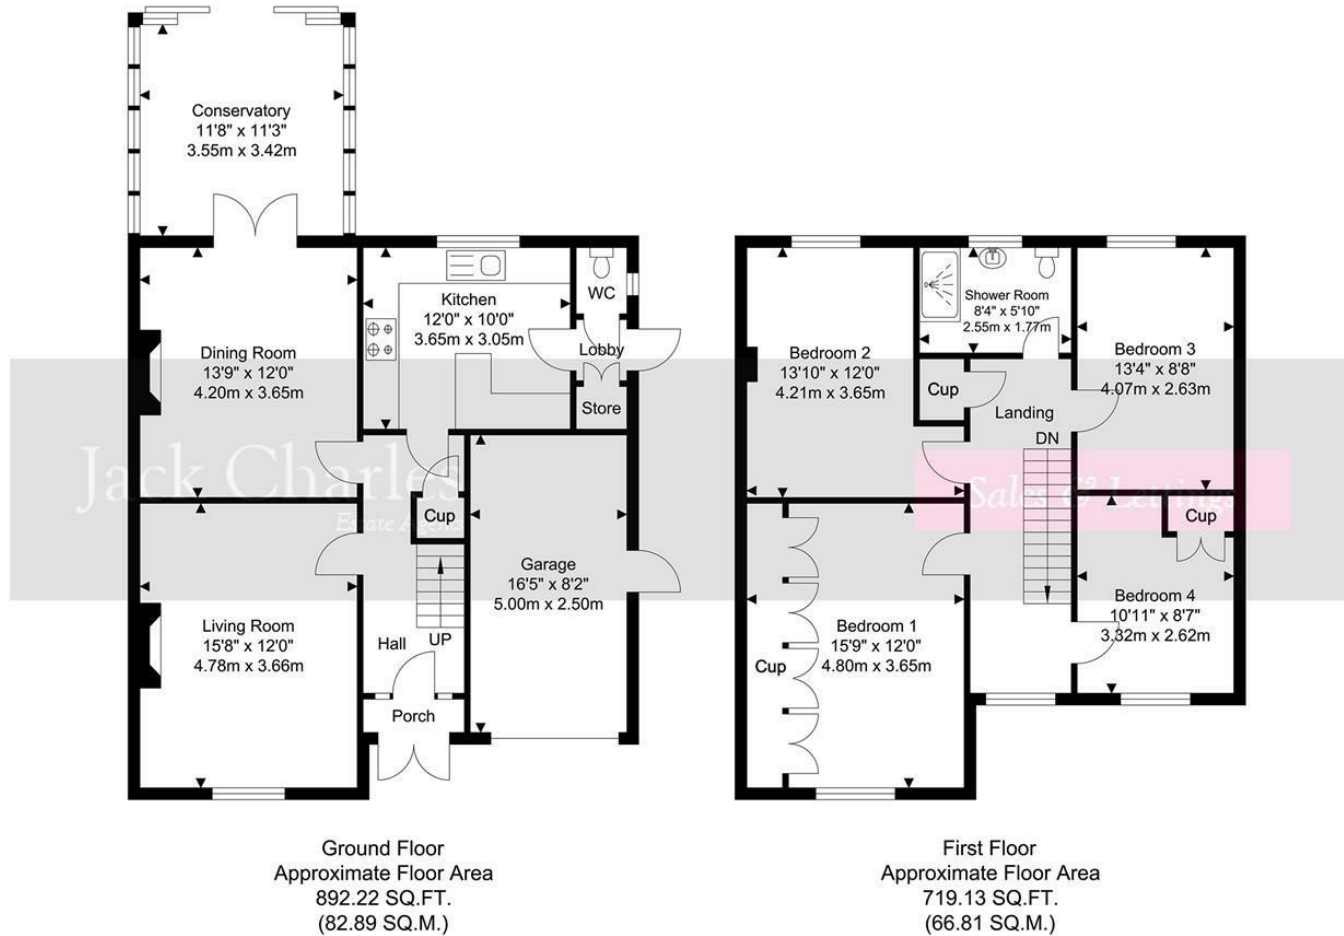 Conservatory
11'8" x 11'3"
3.55m x 3.42m
Kitchen
12'0" x 10'0"
3.65m x 3.05m
WC
Lobby
Store
Dining Room
13'9" x 12'0"
4.20m x 3.65m
Cup
Garage
16'5" x 8'2"
5.00m x 2.50m
Living Room
15'8" x 12'0"
4.78m x 3.66m
Hall
UP
Porch
Ground Floor
Approximate Floor Area
892.22 SQ.FT.
(82.89 SQ.M.)
Shower Room
8'4" x 5'10"
2.55m x 1.77m
Bedroom 2
13'10" x 12'0"
4.21m x 3.65m
Bedroom 3
13'4" x 8'8"
4.07m x 2.63m
Cup
Landing
DN
Cup
Bedroom 4
10'11" x 8'7"
3.32m x 2.62m
Bedroom 1
15'9" x 12'0"
4.80m x 3.65m
Cup
First Floor
Approximate Floor Area
719.13 SQ.FT.
(66.81 SQ.M.)
Jack Charles
Estate Agents
Sales & Lettings